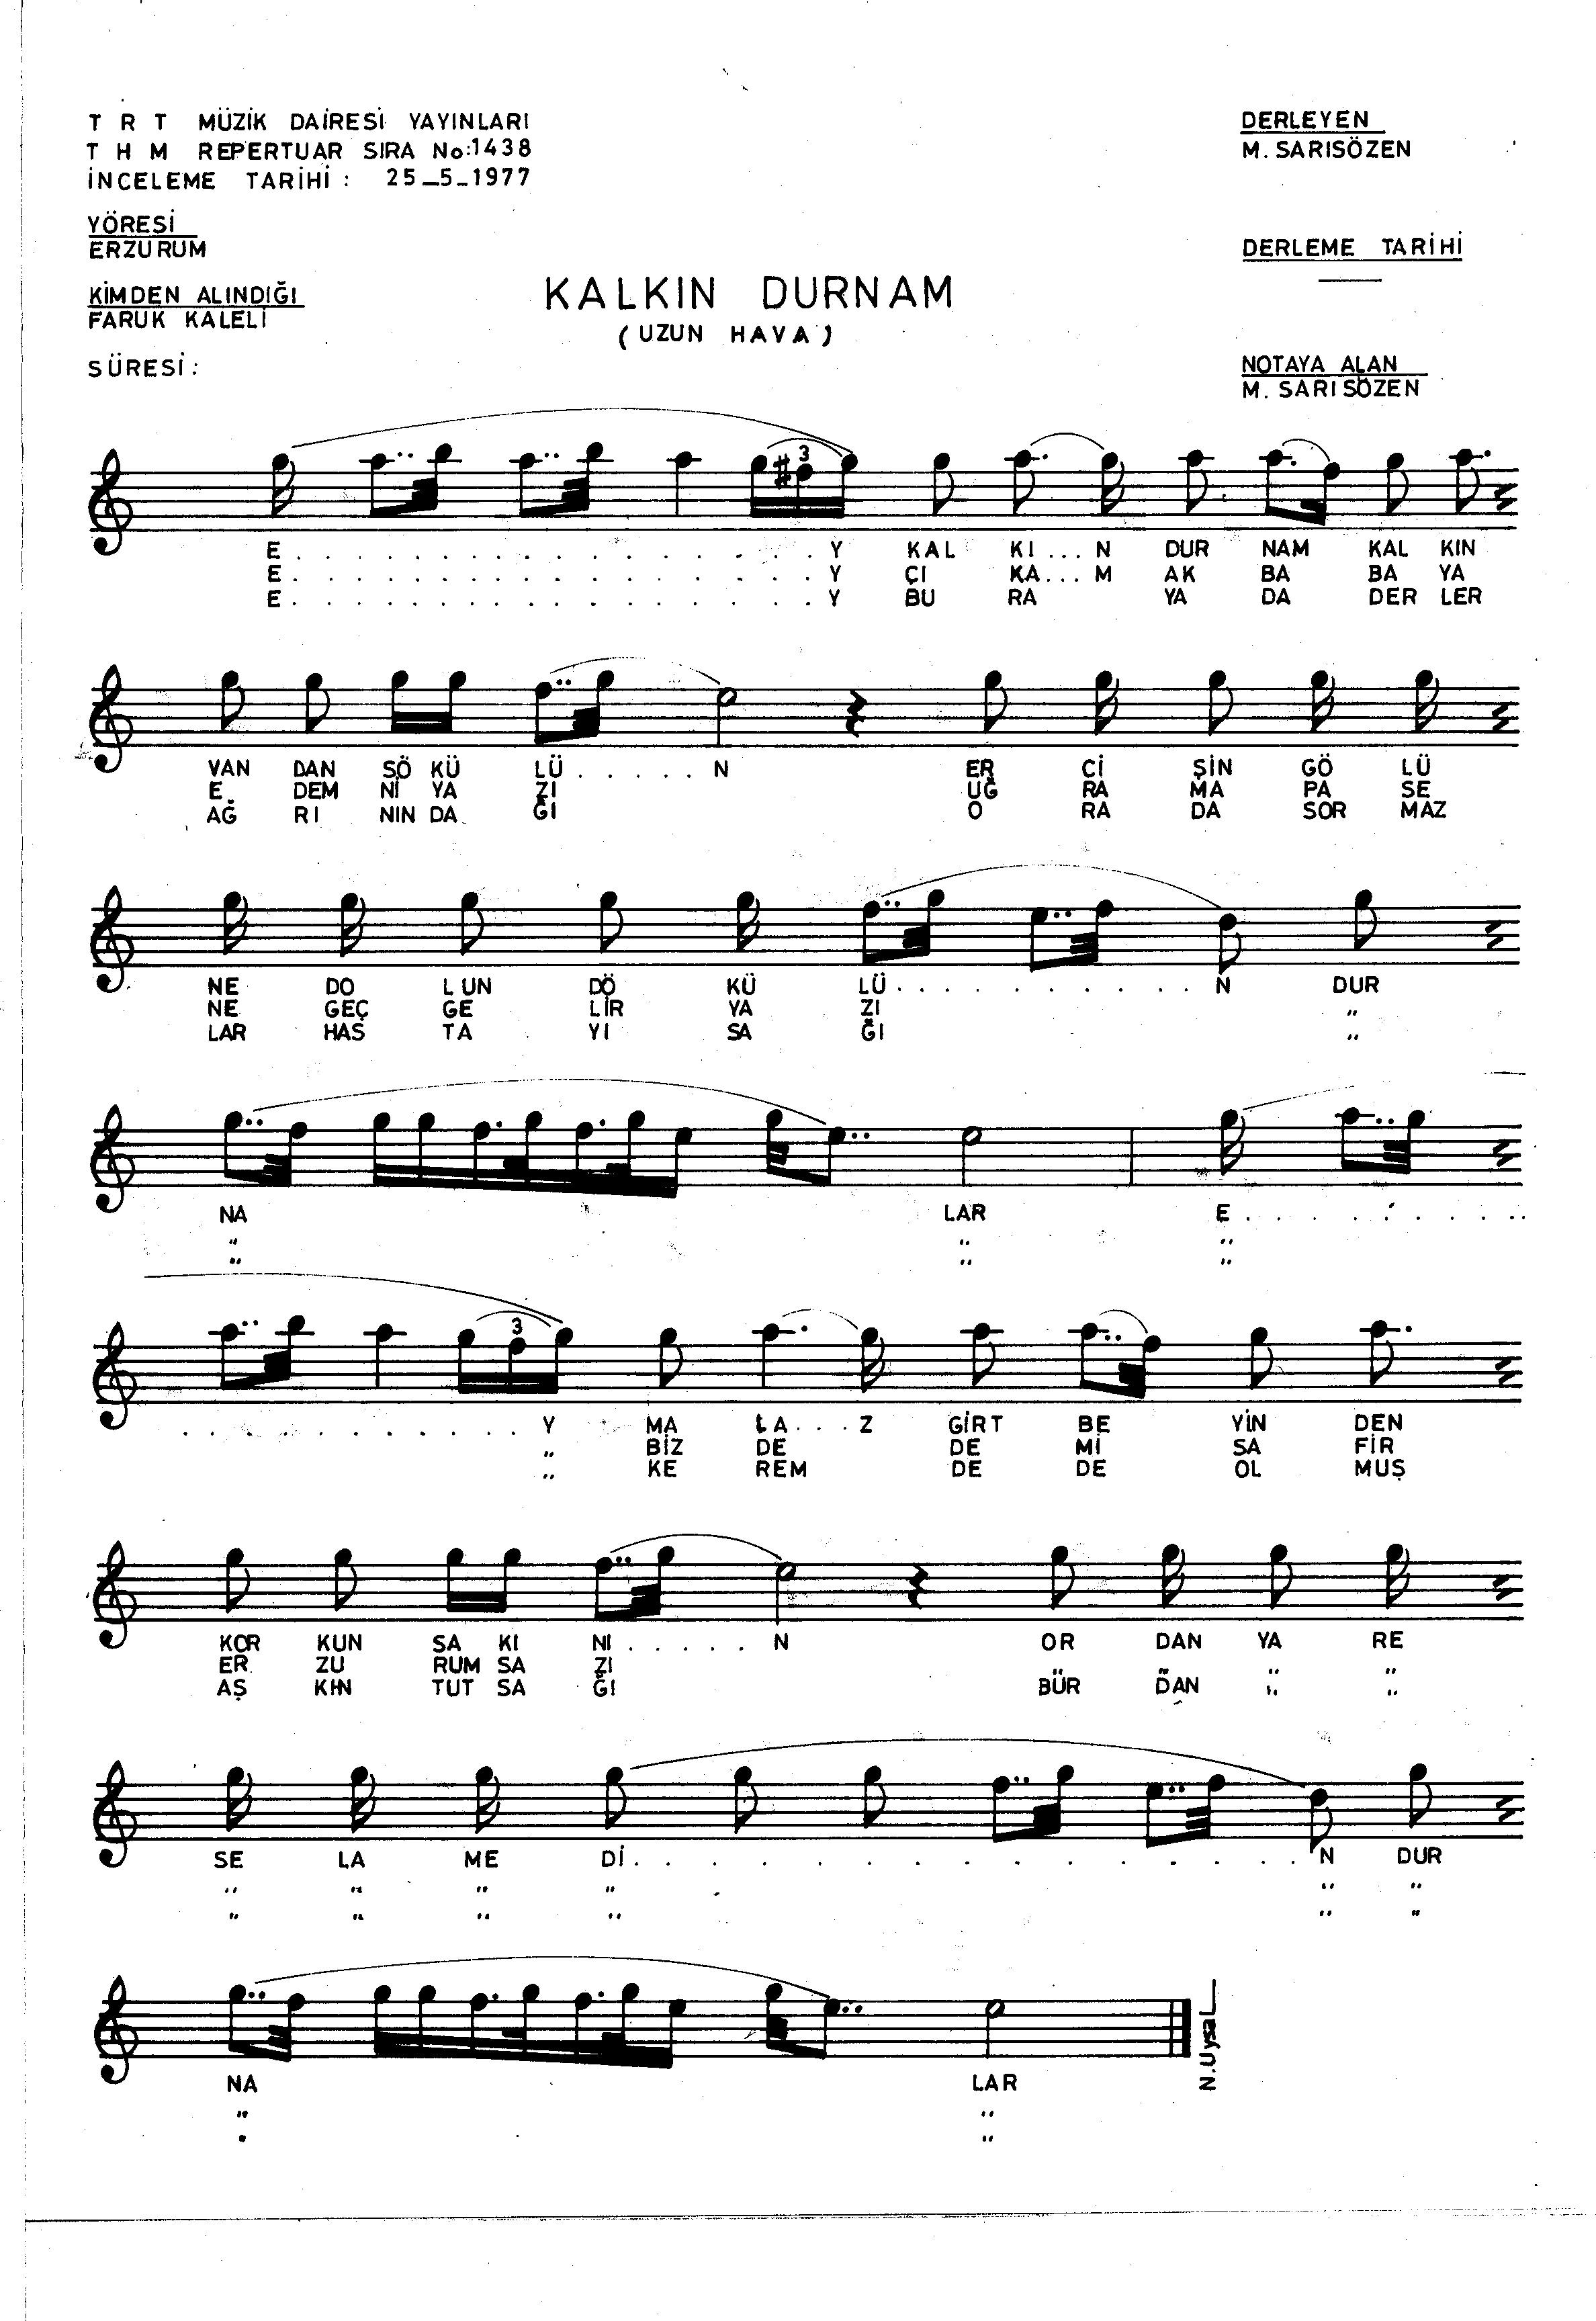 T R T MÜZİK DAİRESİ YAYINLARI
T H M REPERTUAR SIRA No:1438
İNCELEME TARİHİ : 25_5_1977
DERLEYEN
M. SARISÖZEN
YÖRESİ
ERZURUM
DERLEME TARİHİ
KİMDEN ALINDIĞI
FARUK KALELİ
KALKIN DURNAM
(UZUN HAVA)
SÜRESİ:
NOTAYA ALAN
M. SARISÖZEN
3
E . . . . . . . . . . . . . . . Y KAL KI...N DUR NAM KAL KIN
E . . . . . . . . . . . . . . . Y ÇI KA...M AK BA BA YA
E . . . . . . . . . . . . . . . Y BU RA YA DA DER LER
VAN DAN SÖ KÜ LÜ . . . . . N ER Cİ ŞİN GÖ LÜ
E DEM Nİ YA ZI UĞ RA MA PA SE
AĞ RI NIN DA ĞI O RA DA SOR MAZ
NE DO LUN DÖ KÜ LÜ . . . . . . . . . N DUR
NE GEÇ GE LİR YA ZI "
LAR HAS TA YI SA ĞI "
NA LAR E . . . . . . . . .
" " "
" " "
3
. . . . . . . . . . . Y MA LA...Z GİRT BE YİN DEN
" BİZ DE DE Mİ SA FİR
" KE REM DE DE OL MUŞ
KOR KUN SA KI NI . . . . N OR DAN YA RE
ER ZU RUM SA ZI " " " "
AŞ KIN TUT SA ĞI BÜR DAN " "
SE LA ME Dİ . . . . . . . . . . . . N DUR
" " " " " "
" " " " " "
NA LAR
" "
" "
N.Uysal